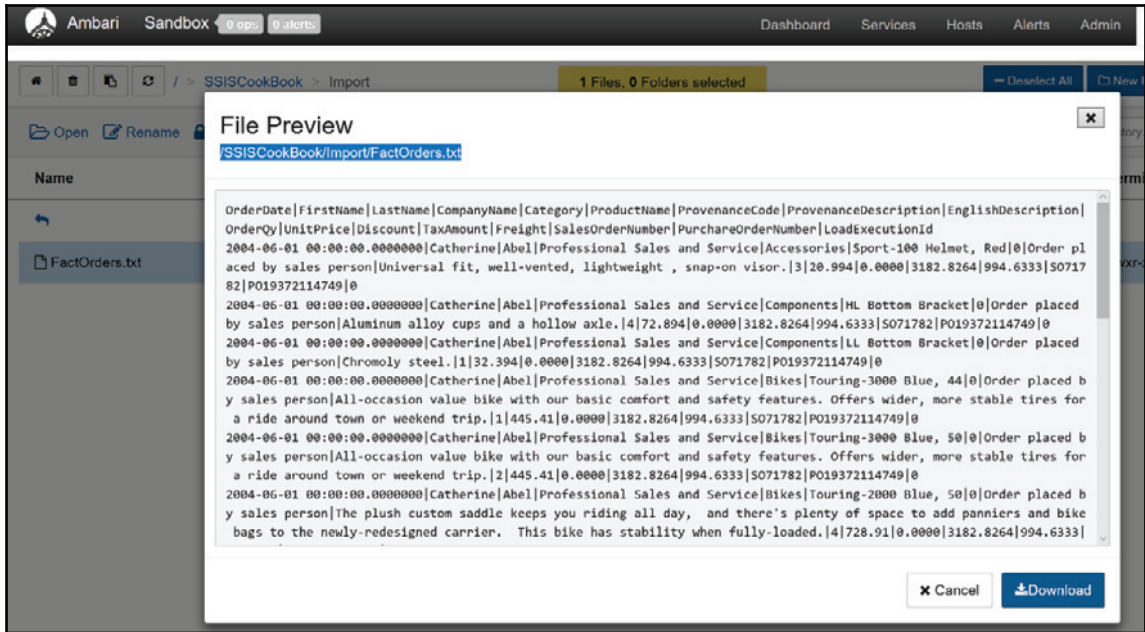 Ambari Sandbox 0 ops 0 alerts Dashboard Services Hosts Alerts Admin
/ > SSISCookBook > Import 1 Files, 0 Folders selected Deselect All New
Open Rename
File Preview
/SSISCookBook/Import/FactOrders.txt
Name
FactOrders.txt
OrderDate|FirstName|LastName|CompanyName|Category|ProductName|ProvenanceCode|ProvenanceDescription|EnglishDescription|
OrderQy|UnitPrice|Discount|TaxAmount|Freight|SalesOrderNumber|PurchareOrderNumber|LoadExecutionId
2004-06-01 00:00:00.0000000|Catherine|Abel|Professional Sales and Service|Accessories|Sport-100 Helmet, Red|0|Order pl
aced by sales person|Universal fit, well-vented, lightweight , snap-on visor.|3|20.994|0.0000|3182.8264|994.6333|SO717
82|PO19372114749|0
2004-06-01 00:00:00.0000000|Catherine|Abel|Professional Sales and Service|Components|HL Bottom Bracket|0|Order placed
by sales person|Aluminum alloy cups and a hollow axle.|4|72.894|0.0000|3182.8264|994.6333|SO71782|PO19372114749|0
2004-06-01 00:00:00.0000000|Catherine|Abel|Professional Sales and Service|Components|LL Bottom Bracket|0|Order placed
by sales person|Chromoly steel.|1|32.394|0.0000|3182.8264|994.6333|SO71782|PO19372114749|0
2004-06-01 00:00:00.0000000|Catherine|Abel|Professional Sales and Service|Bikes|Touring-3000 Blue, 44|0|Order placed b
y sales person|All-occasion value bike with our basic comfort and safety features. Offers wider, more stable tires for
a ride around town or weekend trip.|1|445.41|0.0000|3182.8264|994.6333|SO71782|PO19372114749|0
2004-06-01 00:00:00.0000000|Catherine|Abel|Professional Sales and Service|Bikes|Touring-3000 Blue, 50|0|Order placed b
y sales person|All-occasion value bike with our basic comfort and safety features. Offers wider, more stable tires for
a ride around town or weekend trip.|2|445.41|0.0000|3182.8264|994.6333|SO71782|PO19372114749|0
2004-06-01 00:00:00.0000000|Catherine|Abel|Professional Sales and Service|Bikes|Touring-2000 Blue, 50|0|Order placed b
y sales person|The plush custom saddle keeps you riding all day,  and there's plenty of space to add panniers and bike
bags to the newly-redesigned carrier.  This bike has stability when fully-loaded.|4|728.91|0.0000|3182.8264|994.6333|
Cancel Download